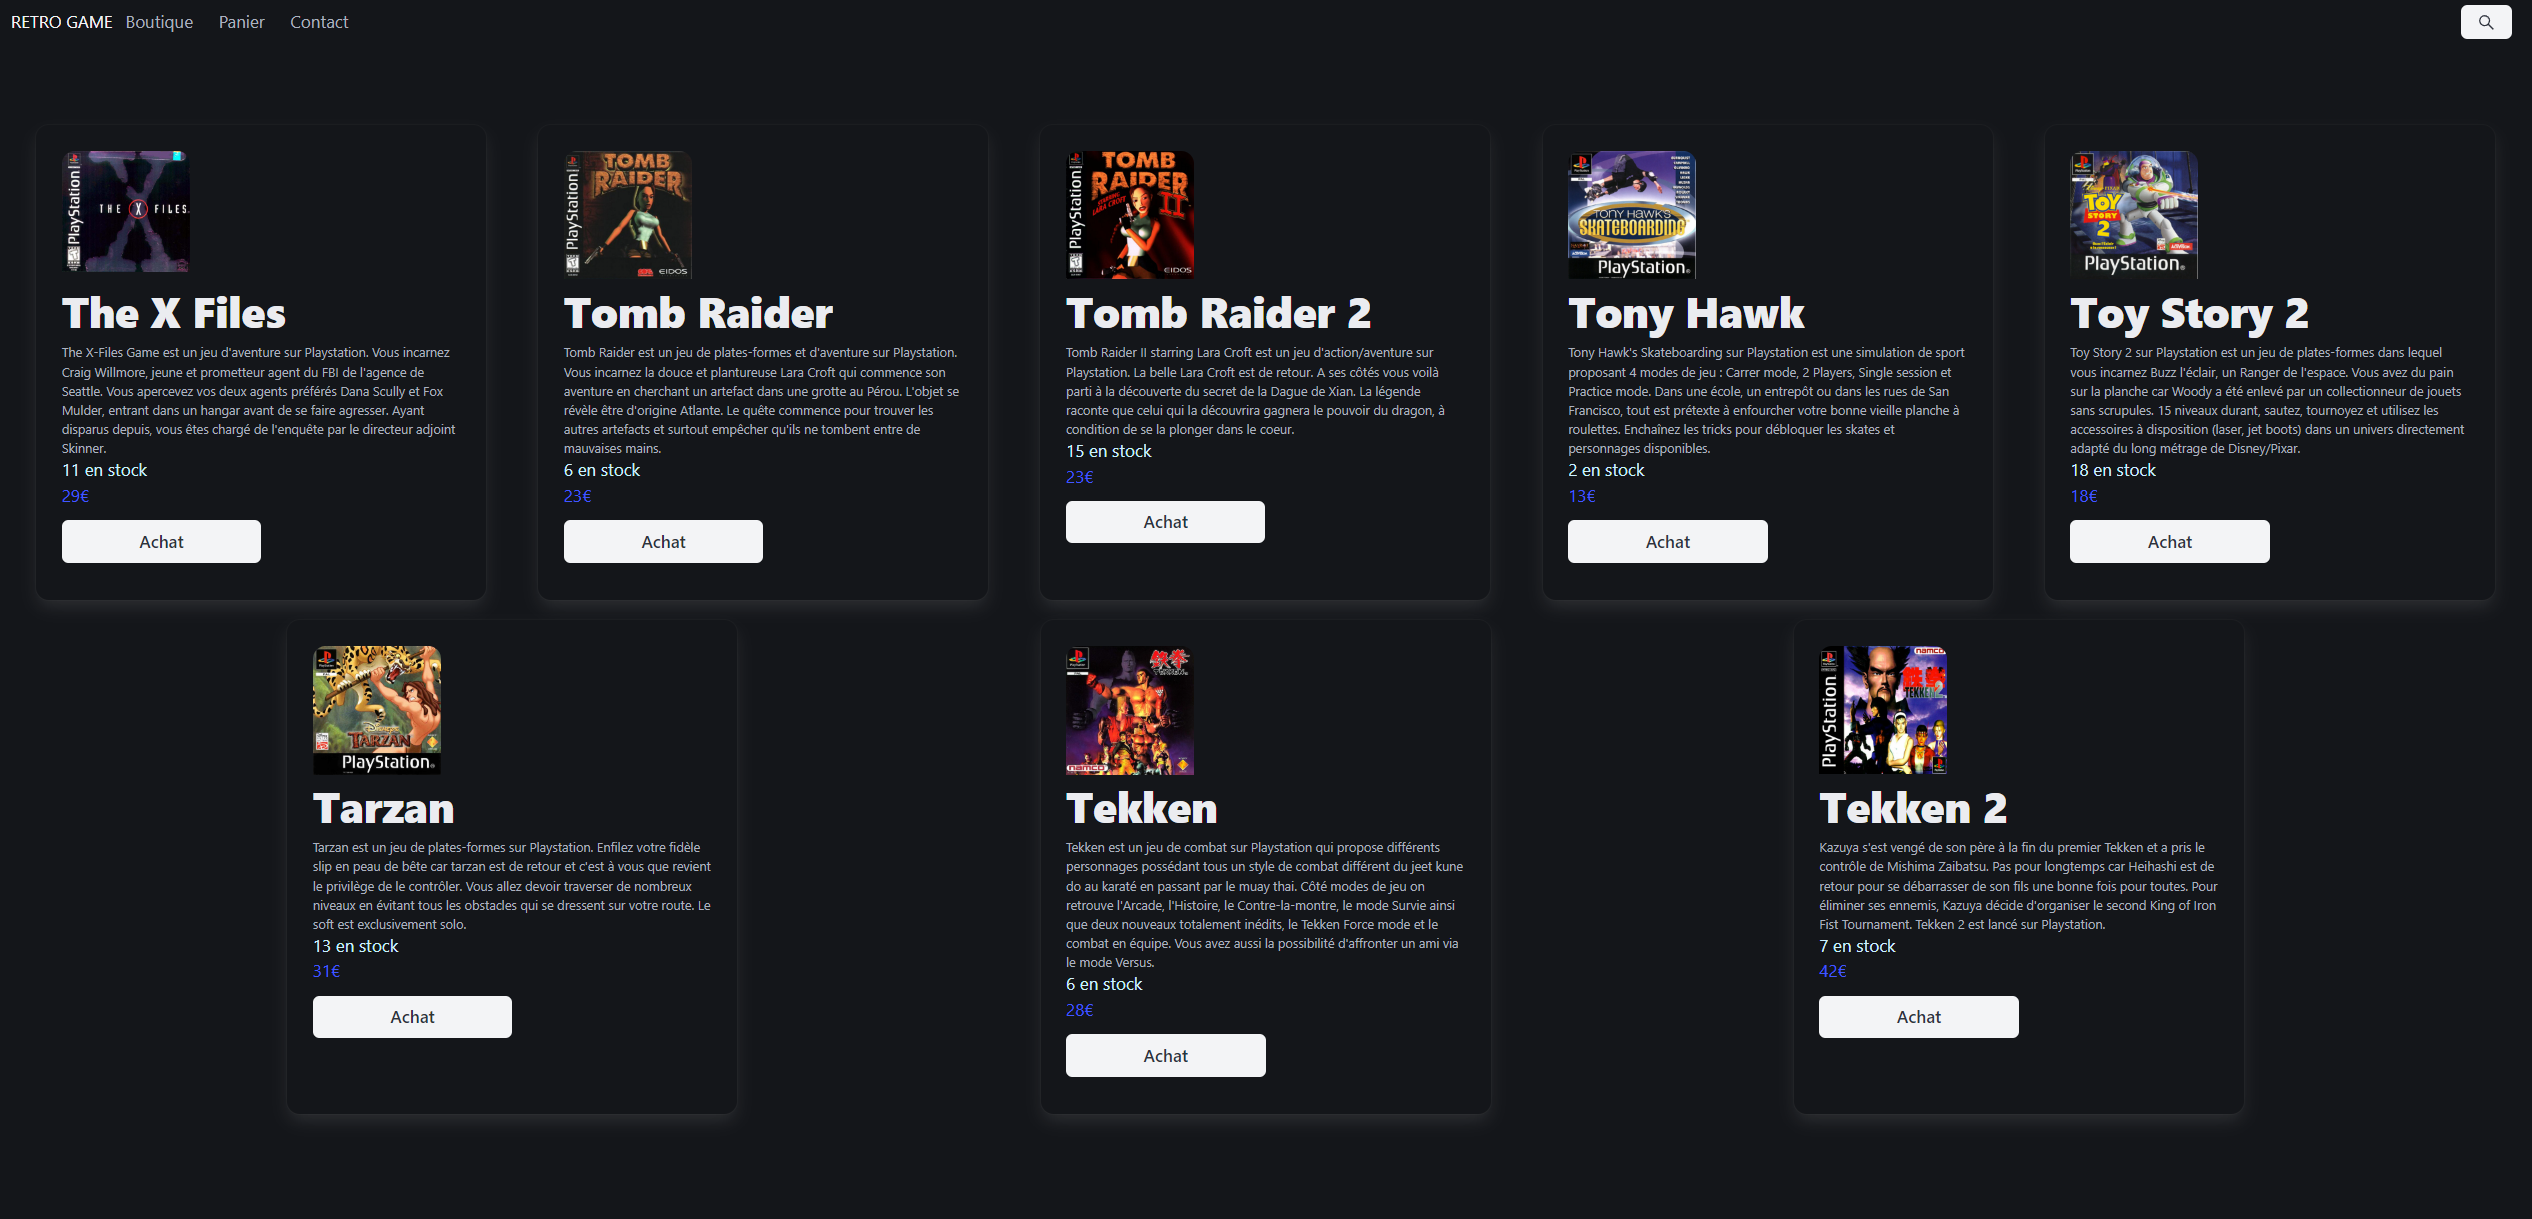 RETRO GAME Boutique Panier Contact
PlayStation
THE X FILES
The X Files
The X-Files Game est un jeu d'aventure sur Playstation. Vous incarnez
Craig Willmore, jeune et prometteur agent du FBI de l'agence de
Seattle. Vous apercevez vos deux agents préférés Dana Scully et Fox
Mulder, entrant dans un hangar avant de se faire agresser. Ayant
disparus depuis, vous êtes chargé de l'enquête par le directeur adjoint
Skinner.
11 en stock
29€
Achat
TOMB
RAIDER
PlayStation
EIDOS
Tomb Raider
Tomb Raider est un jeu de plates-formes et d'aventure sur Playstation.
Vous incarnez la douce et plantureuse Lara Croft qui commence son
aventure en cherchant un artefact dans une grotte au Pérou. L'objet se
révèle être d'origine Atlante. Le quête commence pour trouver les
autres artefacts et surtout empêcher qu'ils ne tombent entre de
mauvaises mains.
6 en stock
23€
Achat
TOMB
RAIDER
II
STARRING
LARA CROFT
PlayStation
EIDOS
Tomb Raider 2
Tomb Raider II starring Lara Croft est un jeu d'action/aventure sur
Playstation. La belle Lara Croft est de retour. A ses côtés vous voilà
parti à la découverte du secret de la Dague de Xian. La légende
raconte que celui qui la découvrira gagnera le pouvoir du dragon, à
condition de se la plonger dans le coeur.
15 en stock
23€
Achat
TONY HAWK'S
SKATEBOARDING
PlayStation
Tony Hawk
Tony Hawk's Skateboarding sur Playstation est une simulation de sport
proposant 4 modes de jeu : Carrer mode, 2 Players, Single session et
Practice mode. Dans une école, un entrepôt ou dans les rues de San
Francisco, tout est prétexte à enfourcher votre bonne vieille planche à
roulettes. Enchaînez les tricks pour débloquer les skates et
personnages disponibles.
2 en stock
13€
Achat
TOY
STORY
2
PlayStation
Toy Story 2
Toy Story 2 sur Playstation est un jeu de plates-formes dans lequel
vous incarnez Buzz l'éclair, un Ranger de l'espace. Vous avez du pain
sur la planche car Woody a été enlevé par un collectionneur de jouets
sans scrupules. 15 niveaux durant, sautez, tournoyez et utilisez les
accessoires à disposition (laser, jet boots) dans un univers directement
adapté du long métrage de Disney/Pixar.
18 en stock
18€
Achat
TARZAN
PlayStation
Tarzan
Tarzan est un jeu de plates-formes sur Playstation. Enfilez votre fidèle
slip en peau de bête car tarzan est de retour et c'est à vous que revient
le privilège de le contrôler. Vous allez devoir traverser de nombreux
niveaux en évitant tous les obstacles qui se dressent sur votre route. Le
soft est exclusivement solo.
13 en stock
31€
Achat
鉄拳
TEKKEN
namco
Tekken
Tekken est un jeu de combat sur Playstation qui propose différents
personnages possédant tous un style de combat différent du jeet kune
do au karaté en passant par le muay thai. Côté modes de jeu on
retrouve l'Arcade, l'Histoire, le Contre-la-montre, le mode Survie ainsi
que deux nouveaux totalement inédits, le Tekken Force mode et le
combat en équipe. Vous avez aussi la possibilité d'affronter un ami via
le mode Versus.
6 en stock
28€
Achat
namco
TEKKEN 2
PlayStation
Tekken 2
Kazuya s'est vengé de son père à la fin du premier Tekken et a pris le
contrôle de Mishima Zaibatsu. Pas pour longtemps car Heihashi est de
retour pour se débarrasser de son fils une bonne fois pour toutes. Pour
éliminer ses ennemis, Kazuya décide d'organiser le second King of Iron
Fist Tournament. Tekken 2 est lancé sur Playstation.
7 en stock
42€
Achat